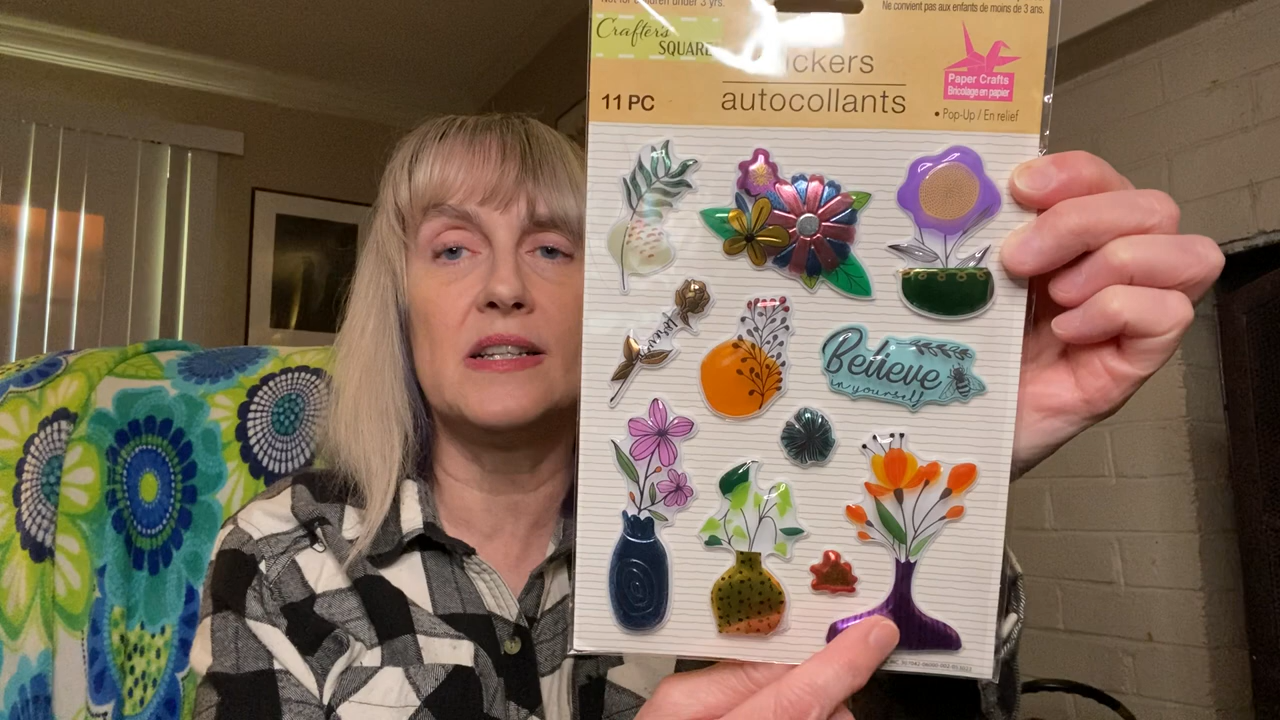 Not for children under 3 yrs.
Ne convient pas aux enfants de moins de 3 ans.
Crafter's
SQUARE
ickers
autocollants
11 PC
Paper Crafts
Bricolage en papier
• Pop-Up / En relief
Believe
in yourself